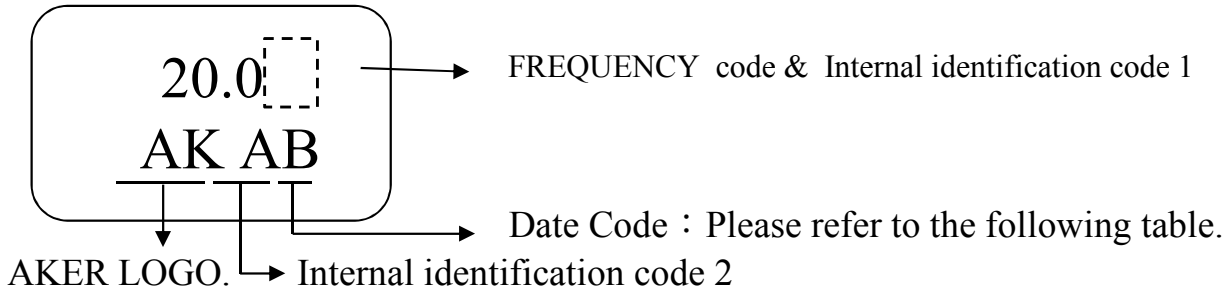 20.0
FREQUENCY code & Internal identification code 1
AK AB
Date Code：Please refer to the following table.
AKER LOGO.
Internal identification code 2